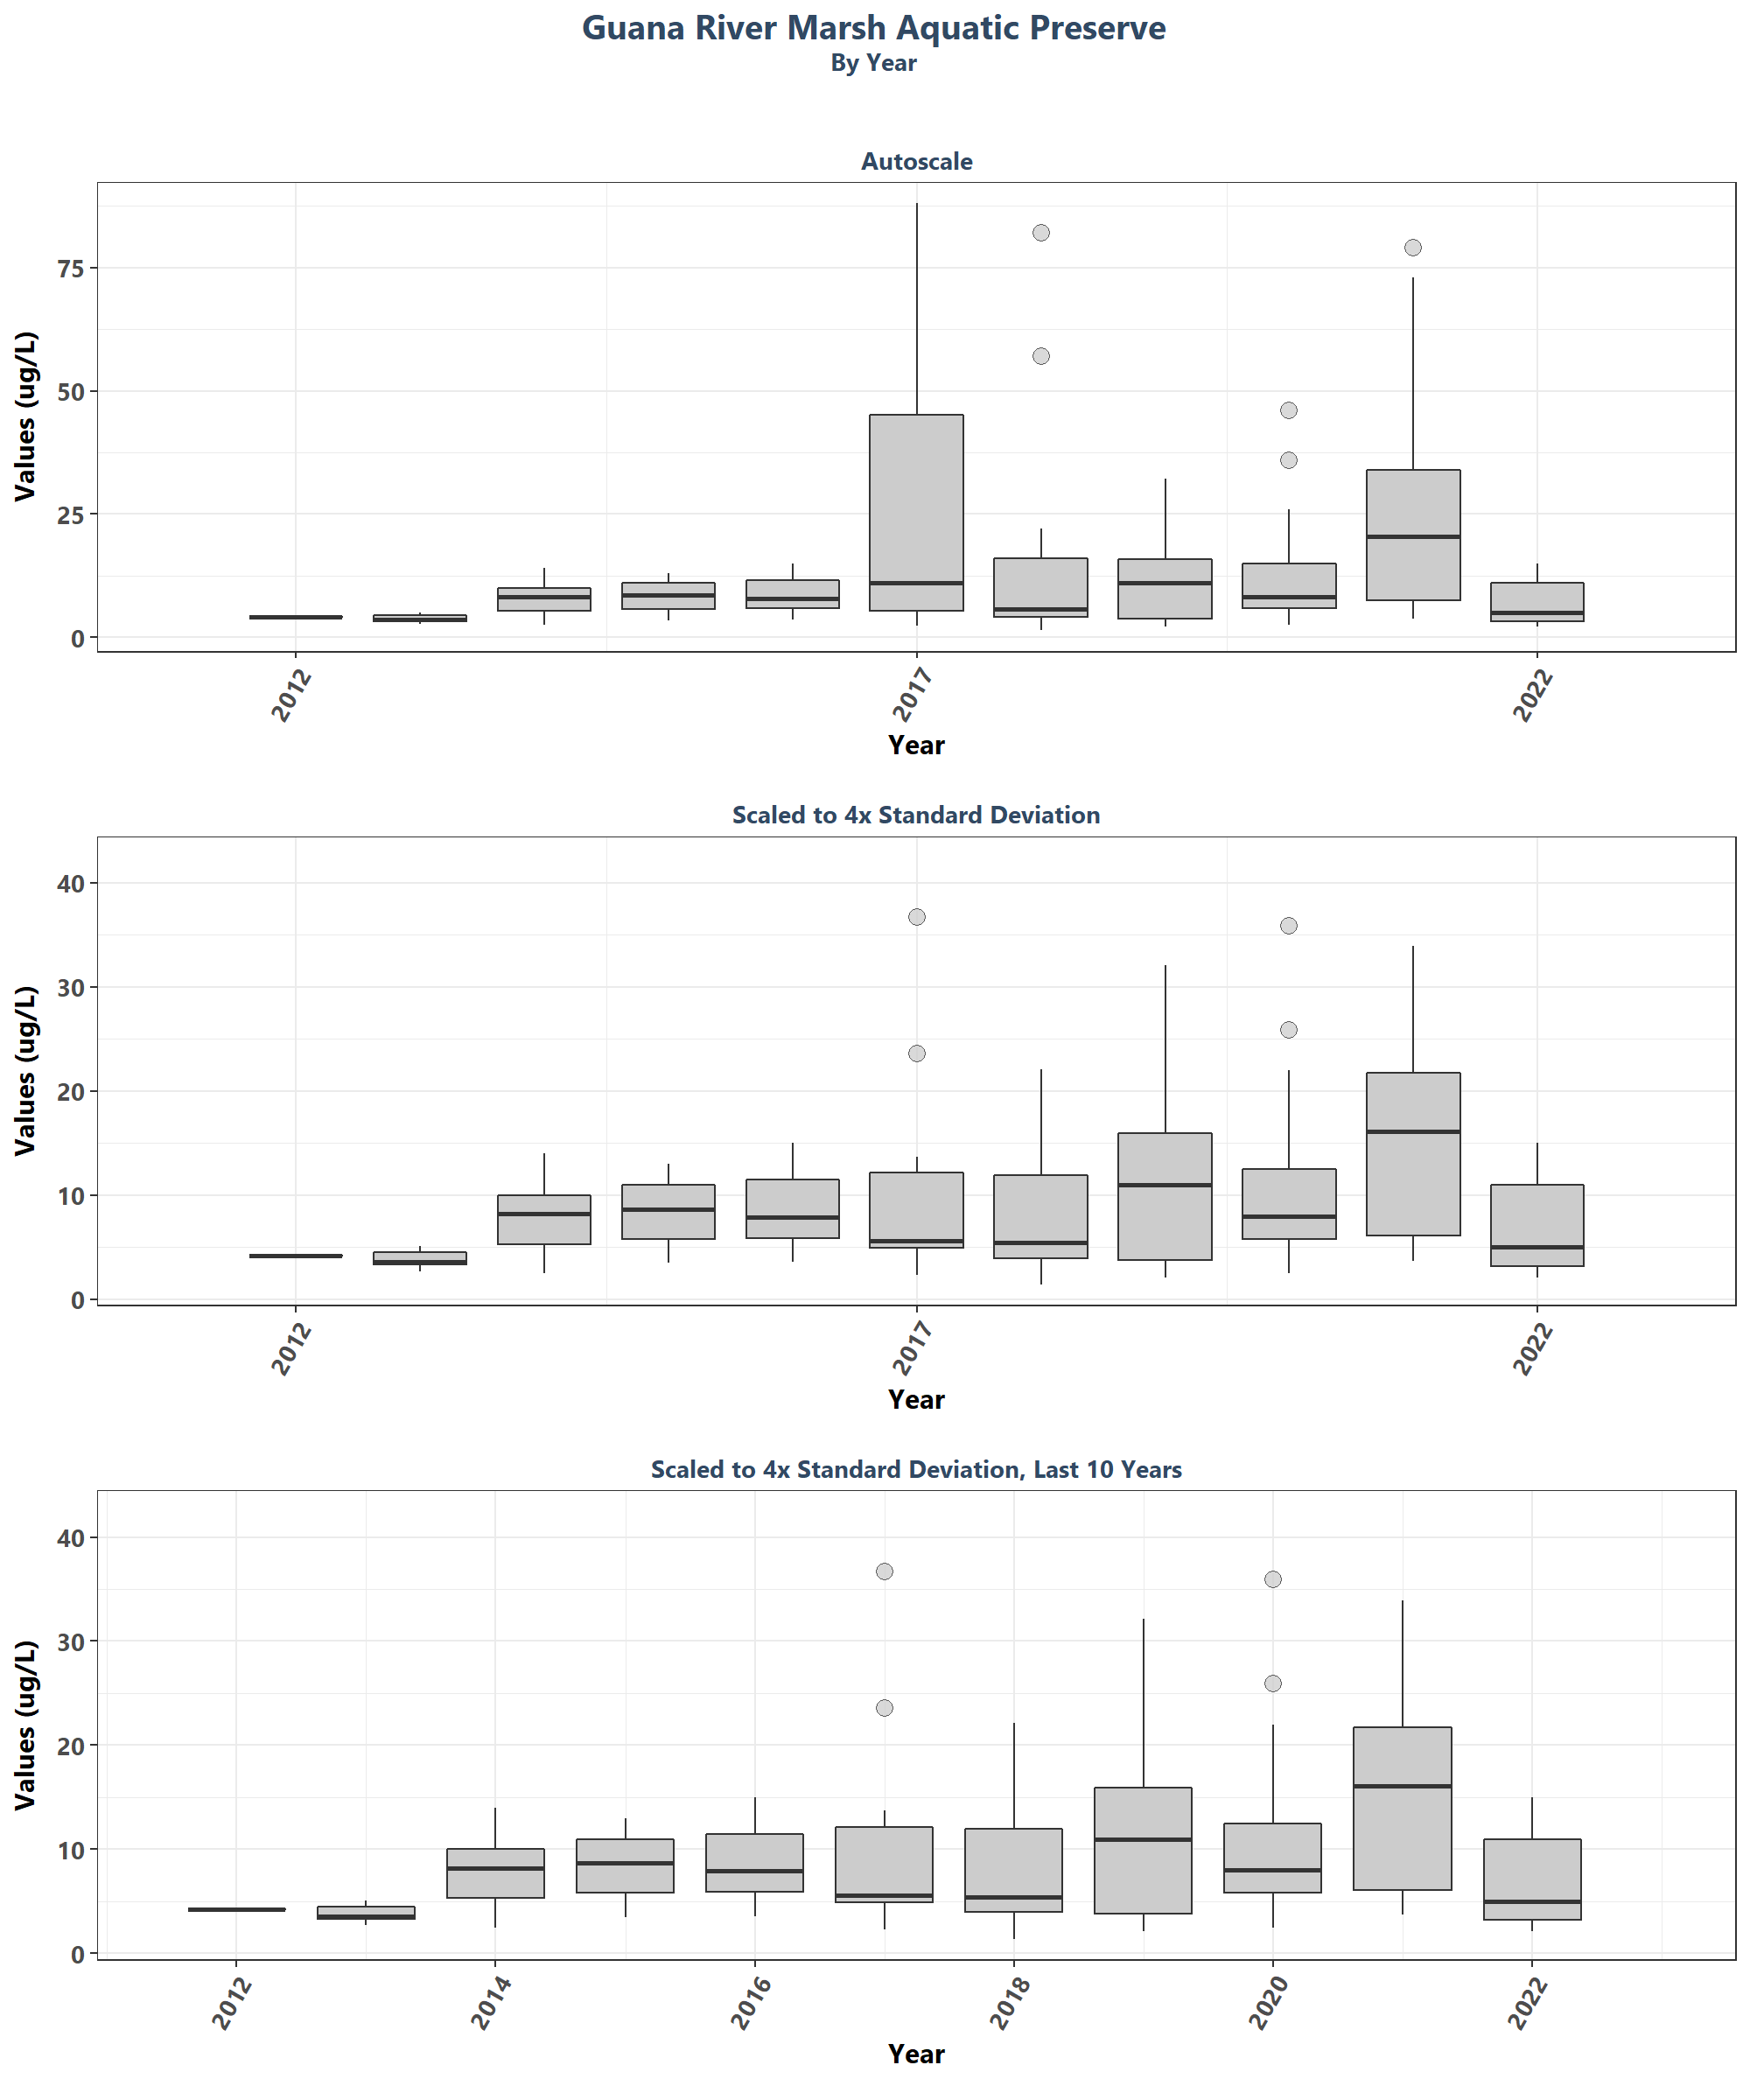 Guana River Marsh Aquatic Preserve
By Year
Autoscale
Values (ug/L)
75
50
25
0
2012
2017
2022
Year
Scaled to 4x Standard Deviation
Values (ug/L)
40
30
20
10
0
2012
2017
2022
Year
Scaled to 4x Standard Deviation, Last 10 Years
Values (ug/L)
40
30
20
10
0
2012
2014
2016
2018
2020
2022
Year